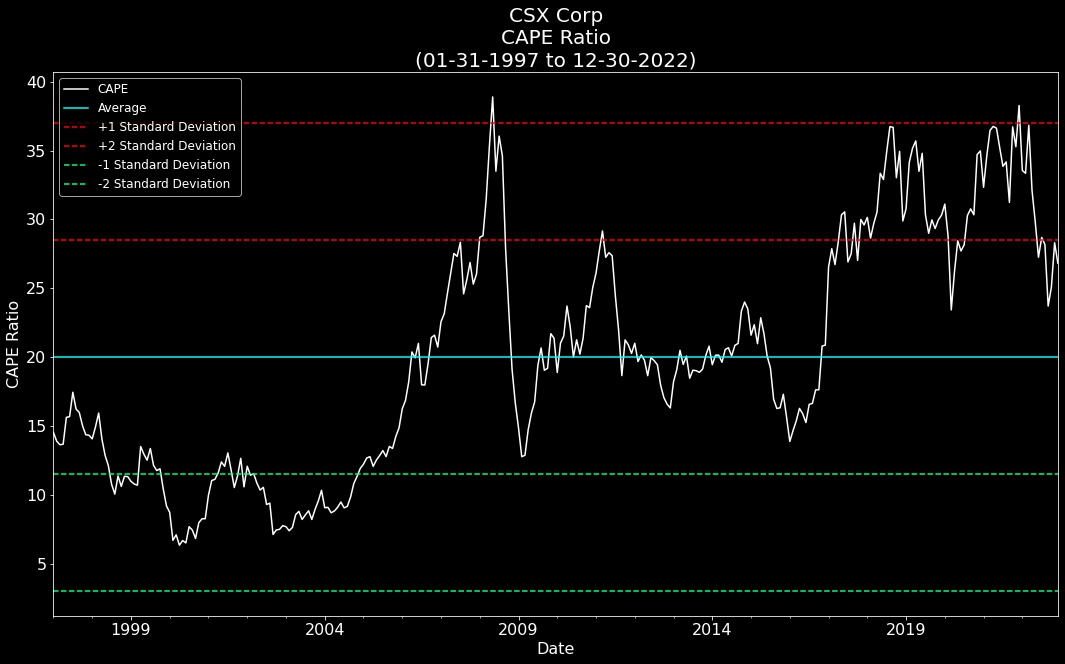 CSX Corp
CAPE Ratio
(01-31-1997 to 12-30-2022)
CAPE
Average
+1 Standard Deviation
+2 Standard Deviation
-1 Standard Deviation
-2 Standard Deviation
CAPE Ratio
40
35
30
25
20
15
10
5
1999 2004 2009 2014 2019
Date